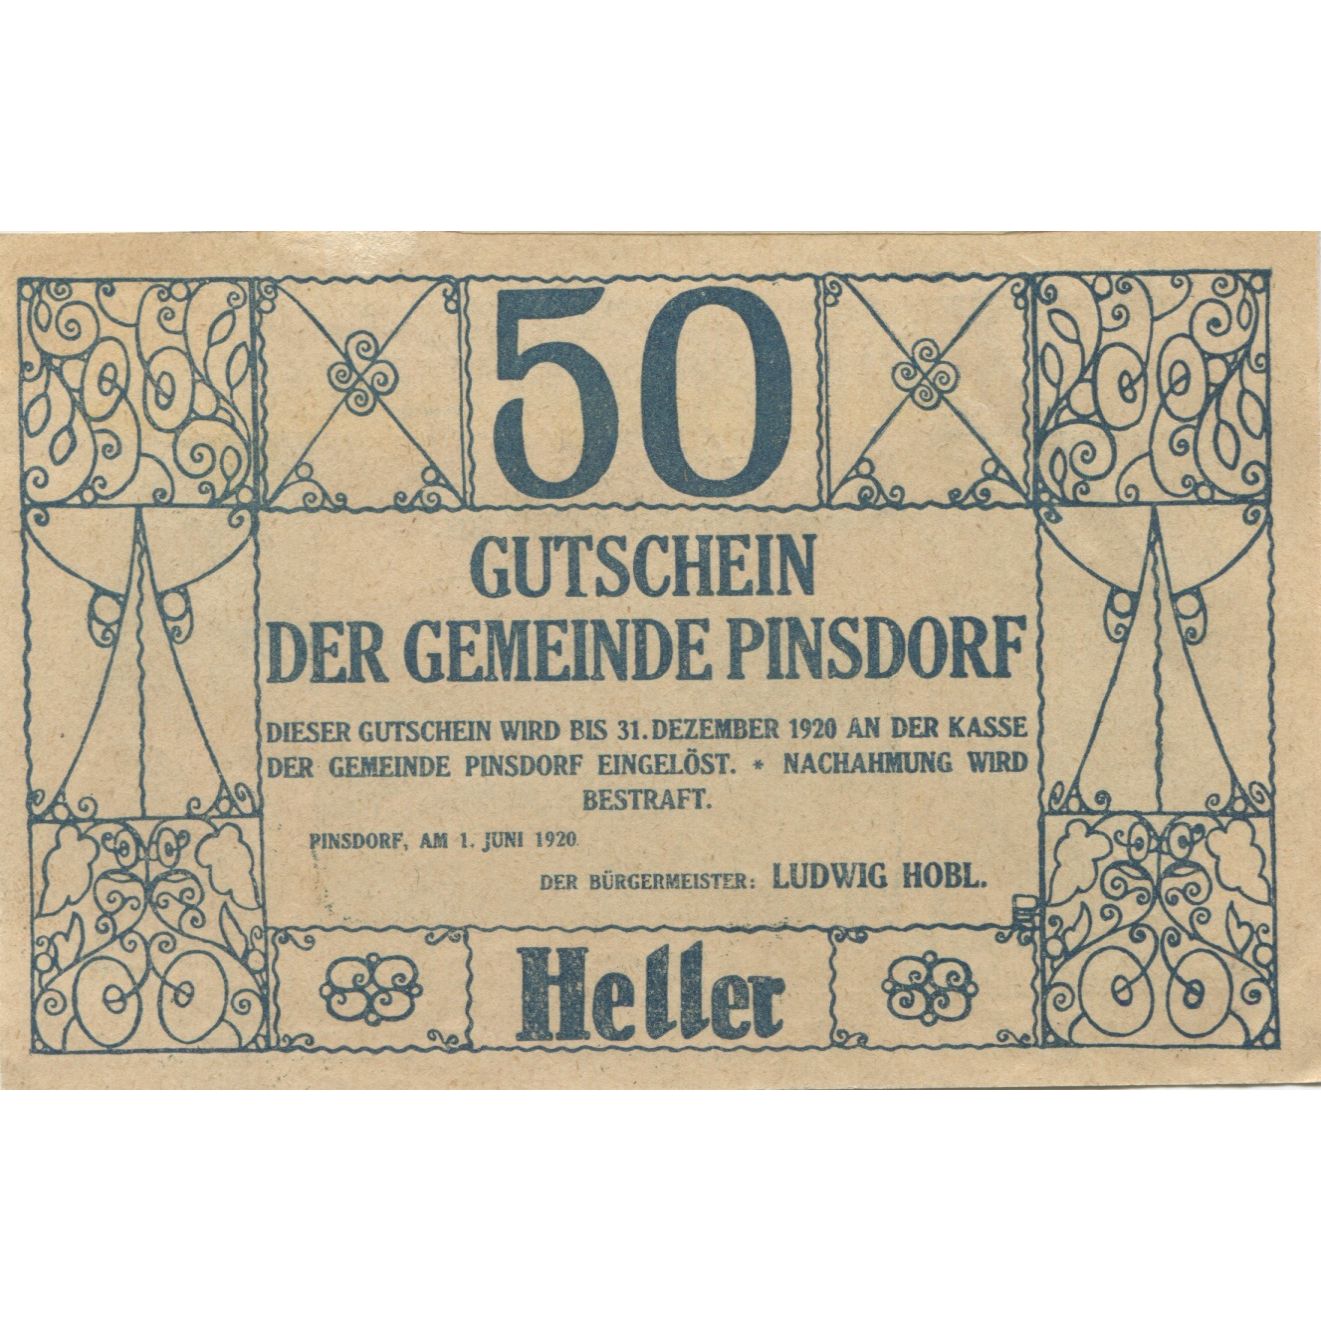 50
GUTSCHEIN
DER GEMEINDE PINSDORF
DIESER GUTSCHEIN WIRD BIS 31. DEZEMBER 1920 AN DER KASSE
DER GEMEINDE PINSDORF EINGELÖST. * NACHAHMUNG WIRD
BESTRAFT.
PINSDORF, AM 1. JUNI 1920.
DER BÜRGERMEISTER: LUDWIG HOBL.
Heller